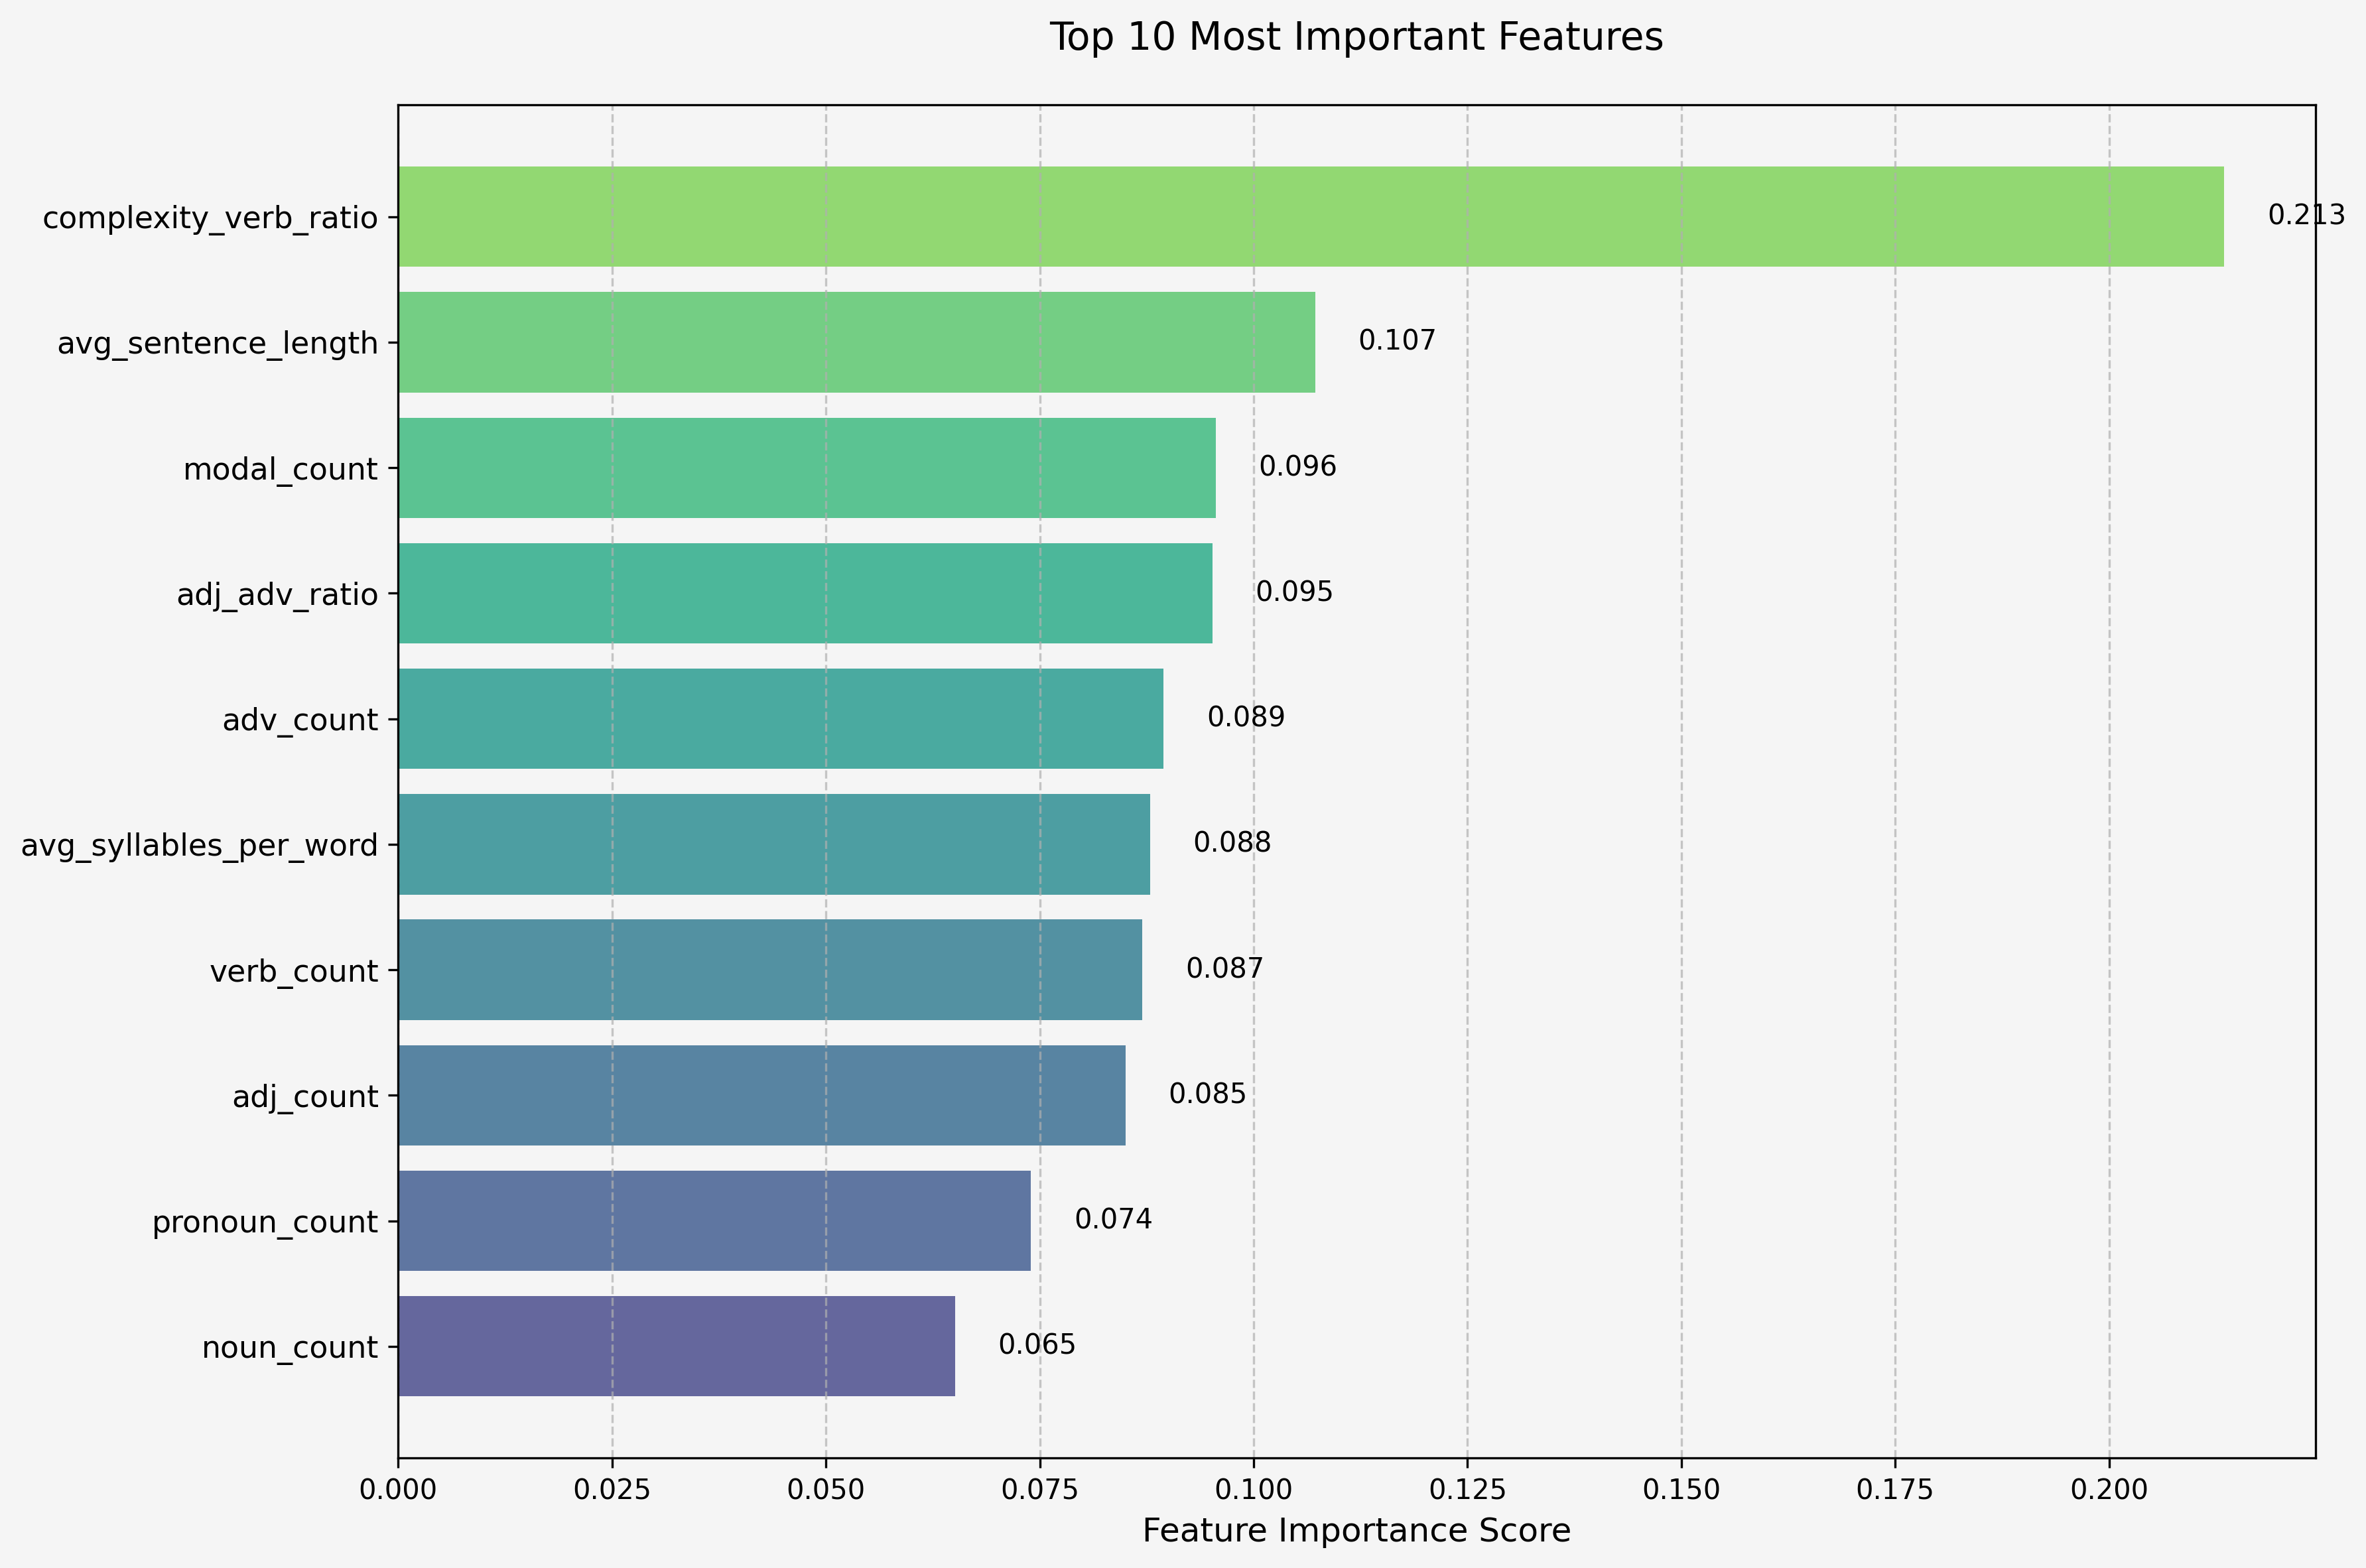 Top 10 Most Important Features
complexity_verb_ratio 0.213
avg_sentence_length 0.107
modal_count 0.096
adj_adv_ratio 0.095
adv_count 0.089
avg_syllables_per_word 0.088
verb_count 0.087
adj_count 0.085
pronoun_count 0.074
noun_count 0.065
0.000 0.025 0.050 0.075 0.100 0.125 0.150 0.175 0.200
Feature Importance Score